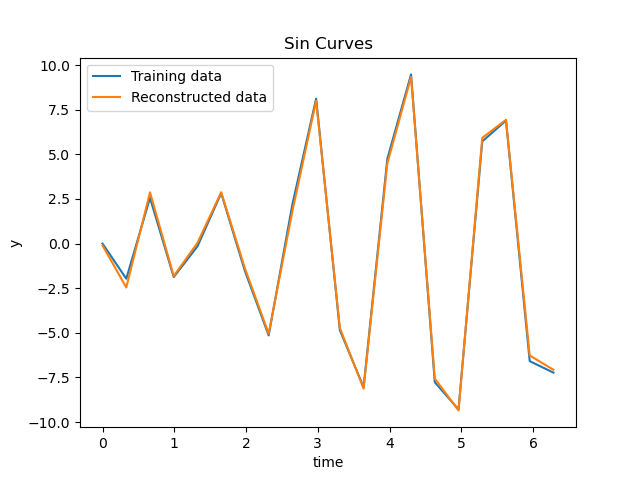 Sin Curves
Training data
Reconstructed data
10.0
7.5
5.0
2.5
0.0
−2.5
−5.0
−7.5
−10.0
y
0 1 2 3 4 5 6
time